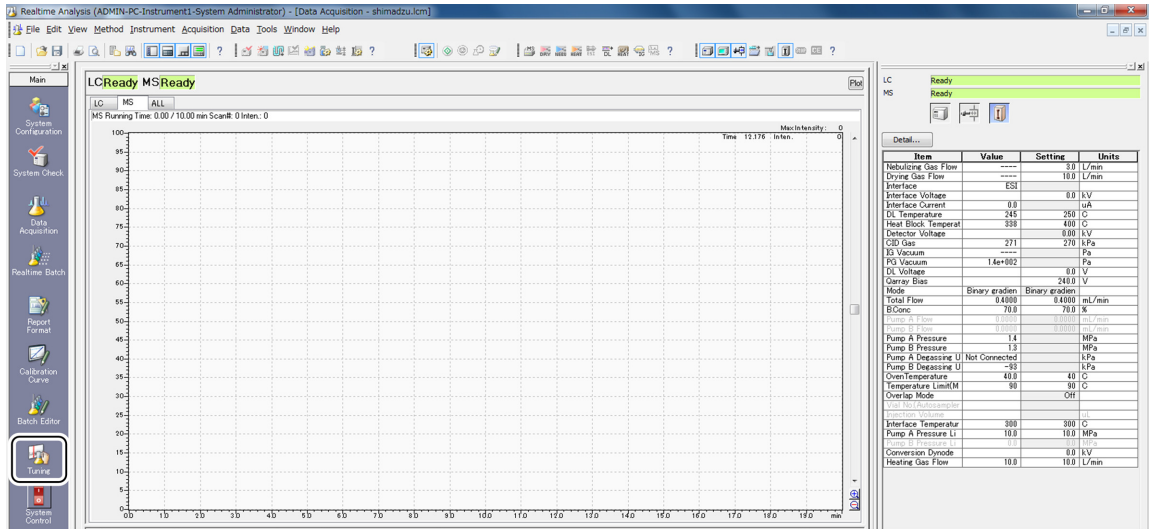 Realtime Analysis (ADMIN-PC-Instrument1-System Administrator) - [Data Acquisition - shimadzu.lcm]
File Edit View Method Instrument Acquisition Data Tools Window Help
Main
System Configuration
System Check
Data Acquisition
Realtime Batch
Report Format
Calibration Curve
Batch Editor
Tuning
System Control
LCReady MSReady
Plot
LC MS ALL
MS Running Time: 0.00 / 10.00 min Scan#: 0 Inten.: 0
Max Intensity : 0
Time 12.176 Inten. 0
100
95
90
85
80
75
70
65
60
55
50
45
40
35
30
25
20
15
10
5
0
0.0 1.0 2.0 3.0 4.0 5.0 6.0 7.0 8.0 9.0 10.0 11.0 12.0 13.0 14.0 15.0 16.0 17.0 18.0 19.0 min
LC Ready
MS Ready
Detail...
Item Value Setting Units
Nebulizing Gas Flow ---- 3.0 L/min
Drying Gas Flow ---- 10.0 L/min
Interface ESI
Interface Voltage 0.0 kV
Interface Current 0.0 uA
DL Temperature 245 250 C
Heat Block Temperat 338 400 C
Detector Voltage 0.00 kV
CID Gas 271 270 kPa
IG Vacuum ---- Pa
PG Vacuum 1.4e+002 Pa
DL Voltage 0.0 V
Qarray Bias 240.0 V
Mode Binary gradien Binary gradien
Total Flow 0.4000 0.4000 mL/min
B.Conc 70.0 70.0 %
Pump A Flow 0.0000 0.0000 mL/min
Pump B Flow 0.0000 0.0000 mL/min
Pump A Pressure 1.4 MPa
Pump B Pressure 1.3 MPa
Pump A Degassing U Not Connected kPa
Pump B Degassing U -93 kPa
OvenTemperature 40.0 40 C
Temperature Limit(M 90 90 C
Overlap Mode Off
Vial No.(Autosampler
Injection Volume uL
Interface Temperatur 300 300 C
Pump A Pressure Li 10.0 10.0 MPa
Pump B Pressure Li 0.0 0.0 MPa
Conversion Dynode 0.0 kV
Heating Gas Flow 10.0 10.0 L/min